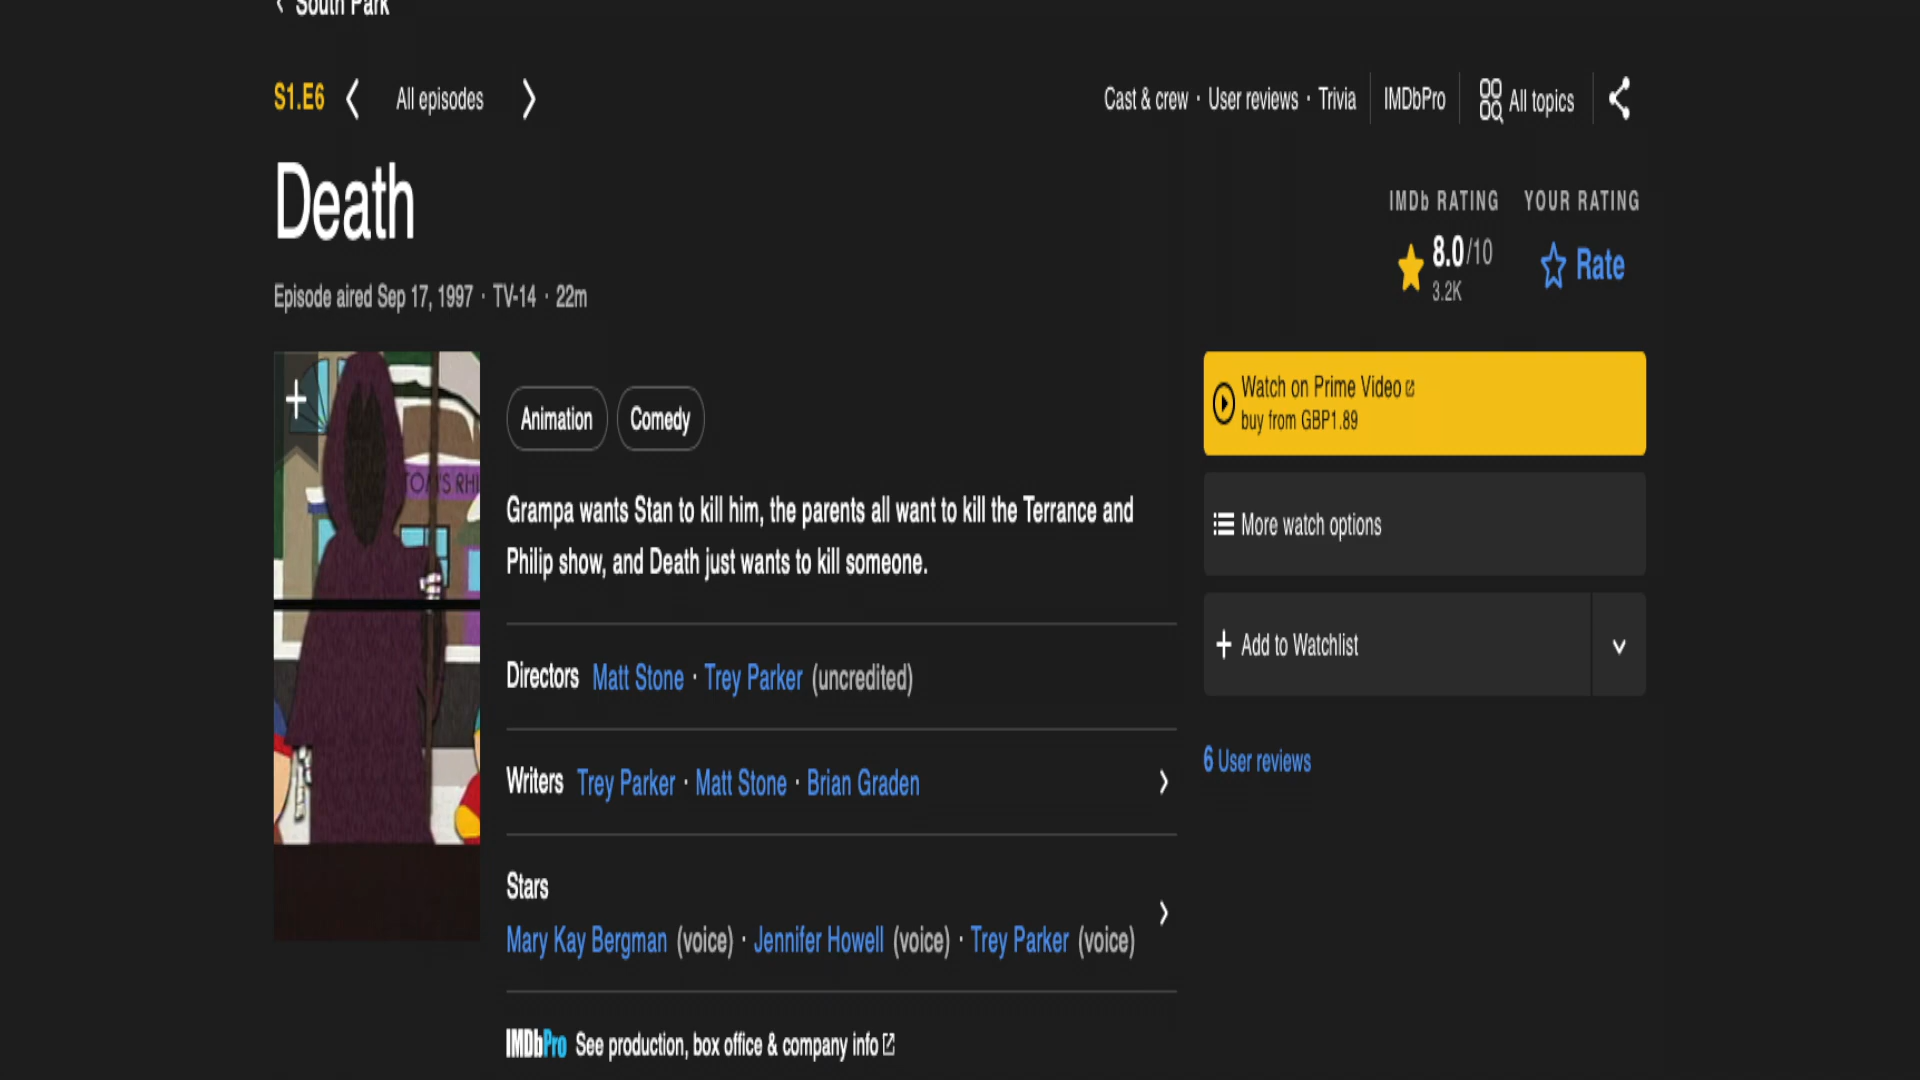 South Park
S1.E6
All episodes
Cast & crew · User reviews · Trivia
IMDbPro
All topics
Death
IMDb RATING
YOUR RATING
8.0/10
3.2K
Rate
Episode aired Sep 17, 1997 · TV-14 · 22m
TOM'S RHI
Animation
Comedy
Grampa wants Stan to kill him, the parents all want to kill the Terrance and
Philip show, and Death just wants to kill someone.
Directors Matt Stone · Trey Parker (uncredited)
Writers Trey Parker · Matt Stone · Brian Graden
Stars
Mary Kay Bergman (voice) · Jennifer Howell (voice) · Trey Parker (voice)
IMDbPro See production, box office & company info
Watch on Prime Video
buy from GBP1.89
More watch options
Add to Watchlist
6 User reviews